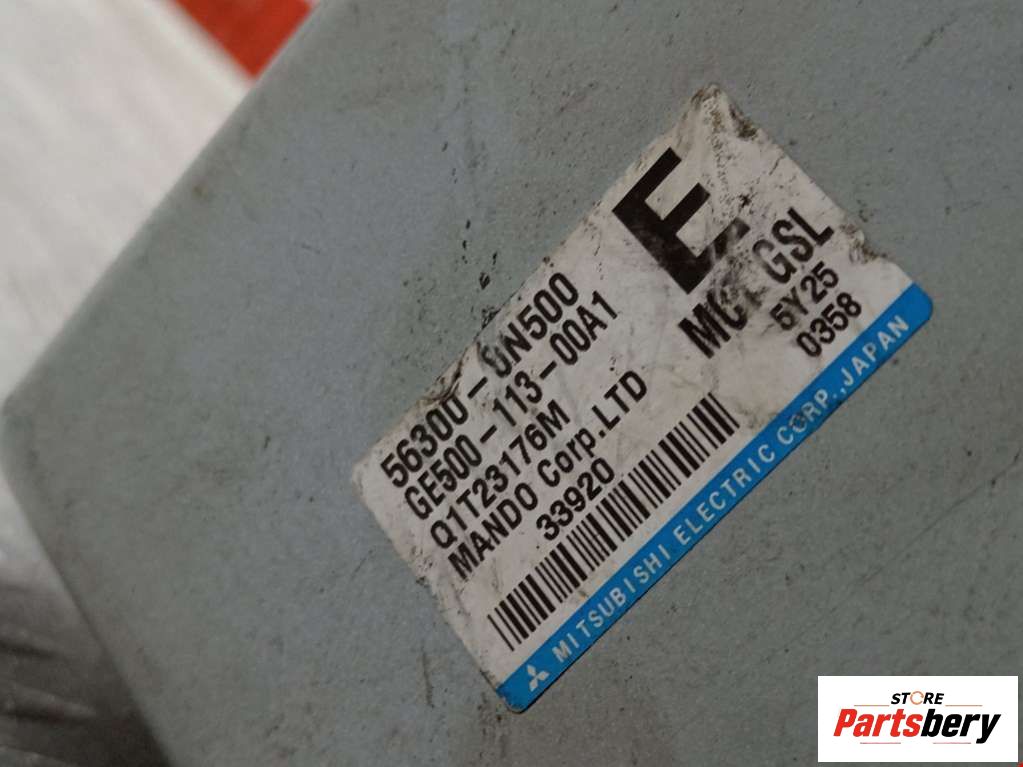 E
56300-0N500
GE500-113-00A1
Q1T23176M
MANDO Corp.LTD
33920
GSL
5Y25
0358
MITSUBISHI ELECTRIC CORP.,JAPAN
STORE
Partsbery